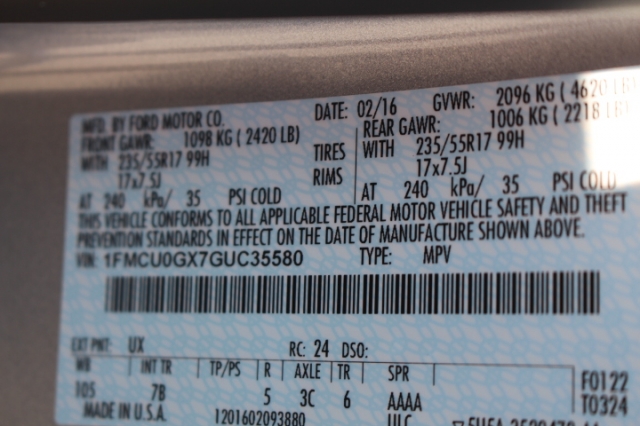 MFD. BY FORD MOTOR CO. DATE: 02/16 GVWR: 2096 KG ( 4620 LB)
FRONT GAWR: 1098 KG ( 2420 LB) REAR GAWR: 1006 KG ( 2218 LB)
WITH 235/55R17 99H TIRES WITH 235/55R17 99H
17x7.5J RIMS 17x7.5J
AT 240 kPa/ 35 PSI COLD AT 240 kPa/ 35 PSI COLD
THIS VEHICLE CONFORMS TO ALL APPLICABLE FEDERAL MOTOR VEHICLE SAFETY AND THEFT
PREVENTION STANDARDS IN EFFECT ON THE DATE OF MANUFACTURE SHOWN ABOVE.
VIN: 1FMCU0GX7GUC35580 TYPE: MPV
EXT PNT: UX RC: 24 DSO:
WB INT TR TP/PS R AXLE TR SPR F0122
105 7B 5 3C 6 AAAA T0324
MADE IN U.S.A. 1201602093880 ULC